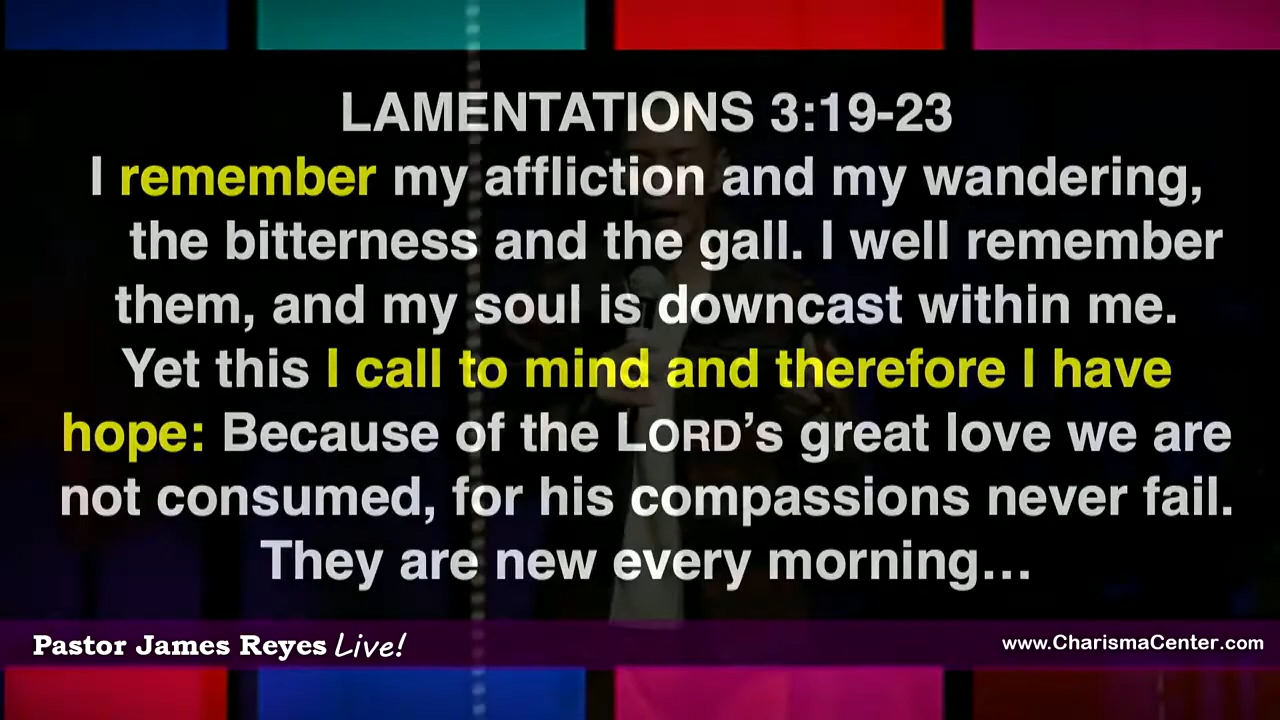 LAMENTATIONS 3:19-23
I remember my affliction and my wandering,
the bitterness and the gall. I well remember
them, and my soul is downcast within me.
Yet this I call to mind and therefore I have
hope: Because of the LORD’s great love we are
not consumed, for his compassions never fail.
They are new every morning…
Pastor James Reyes Live!
www.CharismaCenter.com